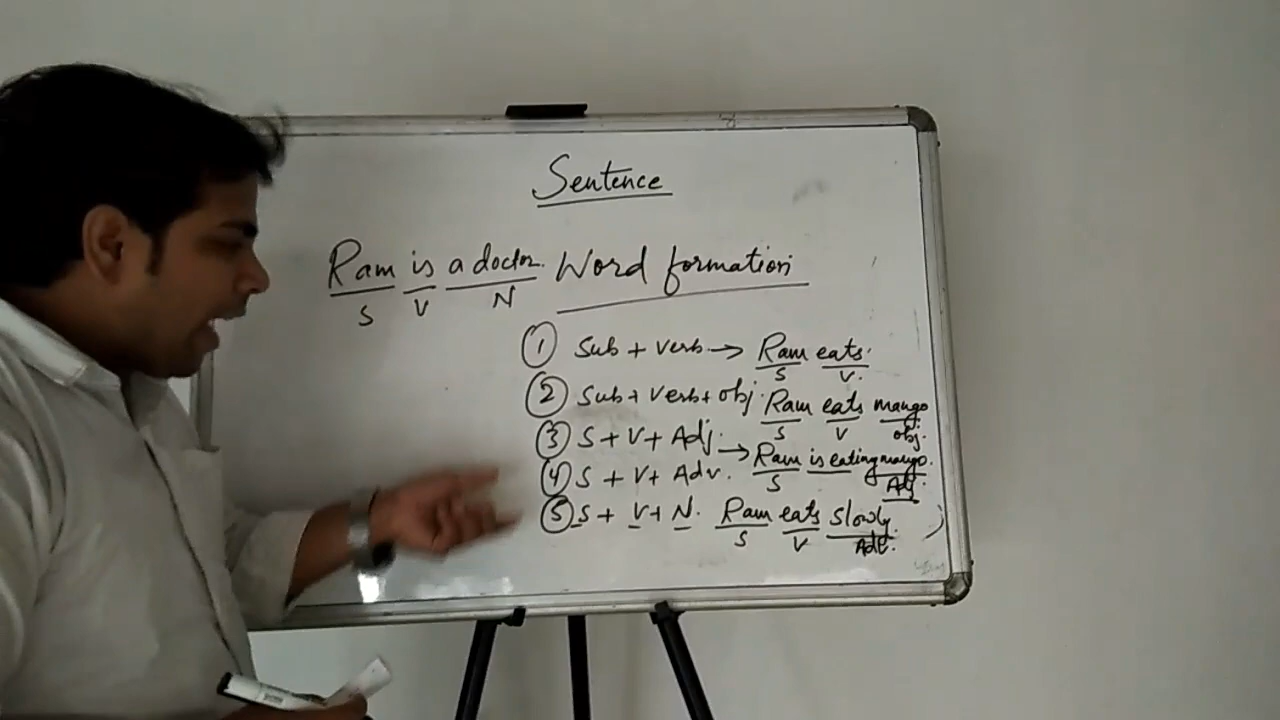 Sentence
Ram is a doctor. Word formation
S V N
① Sub + Verb → Ram eats.
S V.
② Sub + Verb + obj. Ram eats mango
S V obj.
③ S + V + Adj. → Ram is eating mango.
S Adj.
④ S + V + Adv.
⑤ S + V + N. Ram eats slowly.
S V Adv.